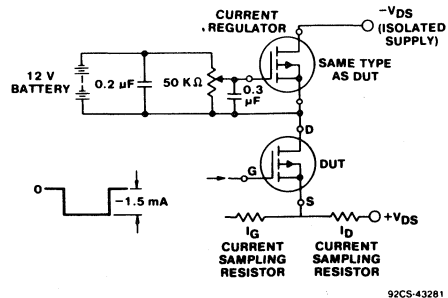 CURRENT
REGULATOR
−VDS
(ISOLATED
SUPPLY)
SAME TYPE
AS DUT
12 V
BATTERY
0.2 µF
50 KΩ
0.3
µF
D
DUT
G
S
0
−1.5 mA
+VDS
IG
CURRENT
SAMPLING
RESISTOR
ID
CURRENT
SAMPLING
RESISTOR
92CS-43281